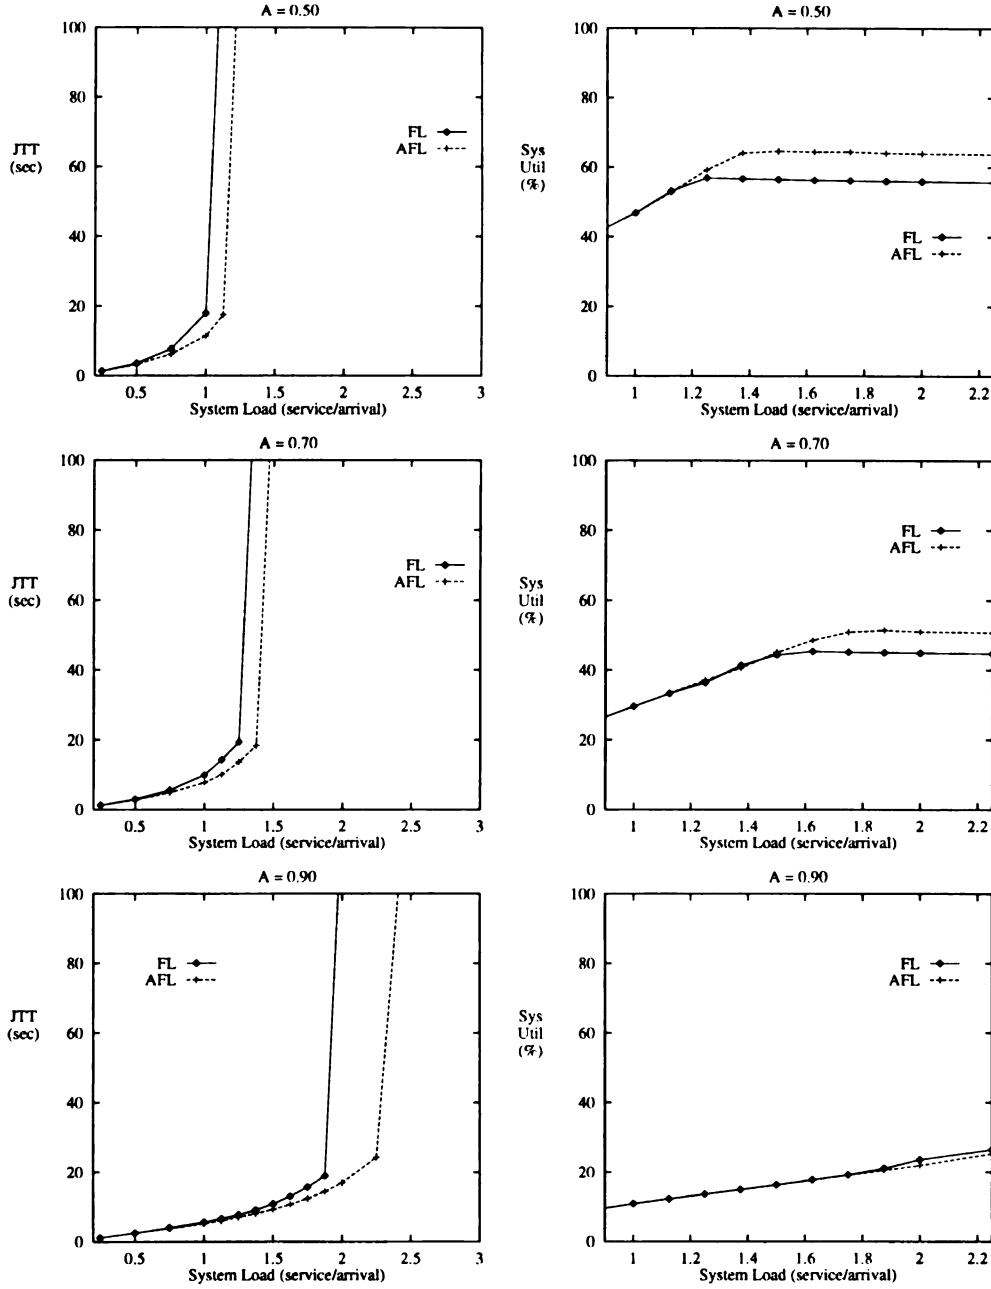 A = 0.50
100
80
60
40
20
0
JTT
(sec)
FL
AFL
0.5 1 1.5 2 2.5 3
System Load (service/arrival)
A = 0.50
100
80
60
40
20
0
Sys
Util
(%)
FL
AFL
1 1.2 1.4 1.6 1.8 2 2.2
System Load (service/arrival)
A = 0.70
100
80
60
40
20
0
JTT
(sec)
FL
AFL
0.5 1 1.5 2 2.5 3
System Load (service/arrival)
A = 0.70
100
80
60
40
20
0
Sys
Util
(%)
FL
AFL
1 1.2 1.4 1.6 1.8 2 2.2
System Load (service/arrival)
A = 0.90
100
80
60
40
20
0
JTT
(sec)
FL
AFL
0.5 1 1.5 2 2.5 3
System Load (service/arrival)
A = 0.90
100
80
60
40
20
0
Sys
Util
(%)
FL
AFL
1 1.2 1.4 1.6 1.8 2 2.2
System Load (service/arrival)